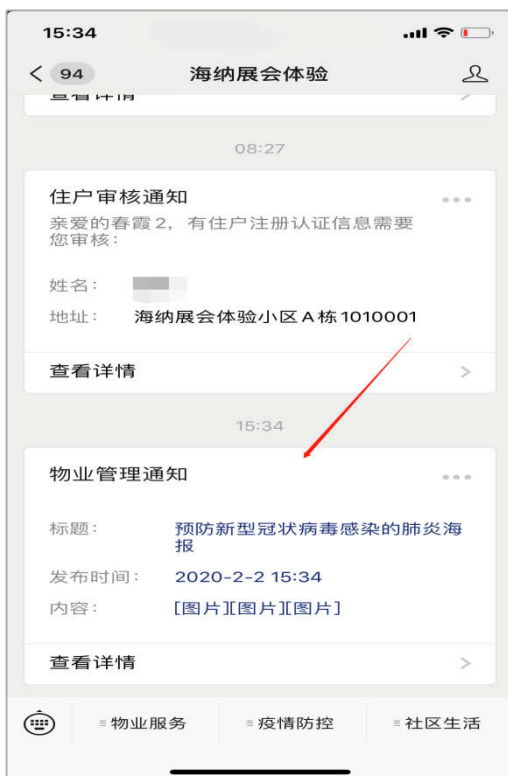 15:34
94
海纳展会体验
查看详情
08:27
住户审核通知
亲爱的春霞2，有住户注册认证信息需要
您审核：
姓名：
地址： 海纳展会体验小区A栋1010001
查看详情
15:34
物业管理通知
标题： 预防新型冠状病毒感染的肺炎海
报
发布时间： 2020-2-2 15:34
内容： [图片][图片][图片]
查看详情
物业服务 疫情防控 社区生活